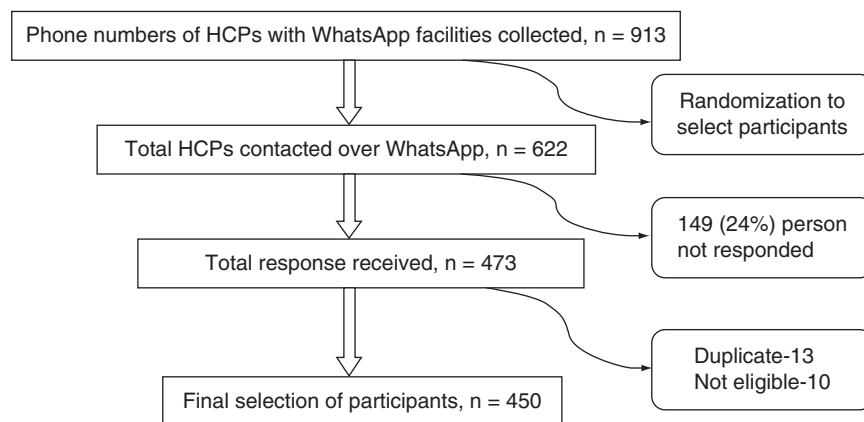 Phone numbers of HCPs with WhatsApp facilities collected, n = 913
Randomization to
select participants
Total HCPs contacted over WhatsApp, n = 622
149 (24%) person
not responded
Total response received, n = 473
Duplicate-13
Not eligible-10
Final selection of participants, n = 450